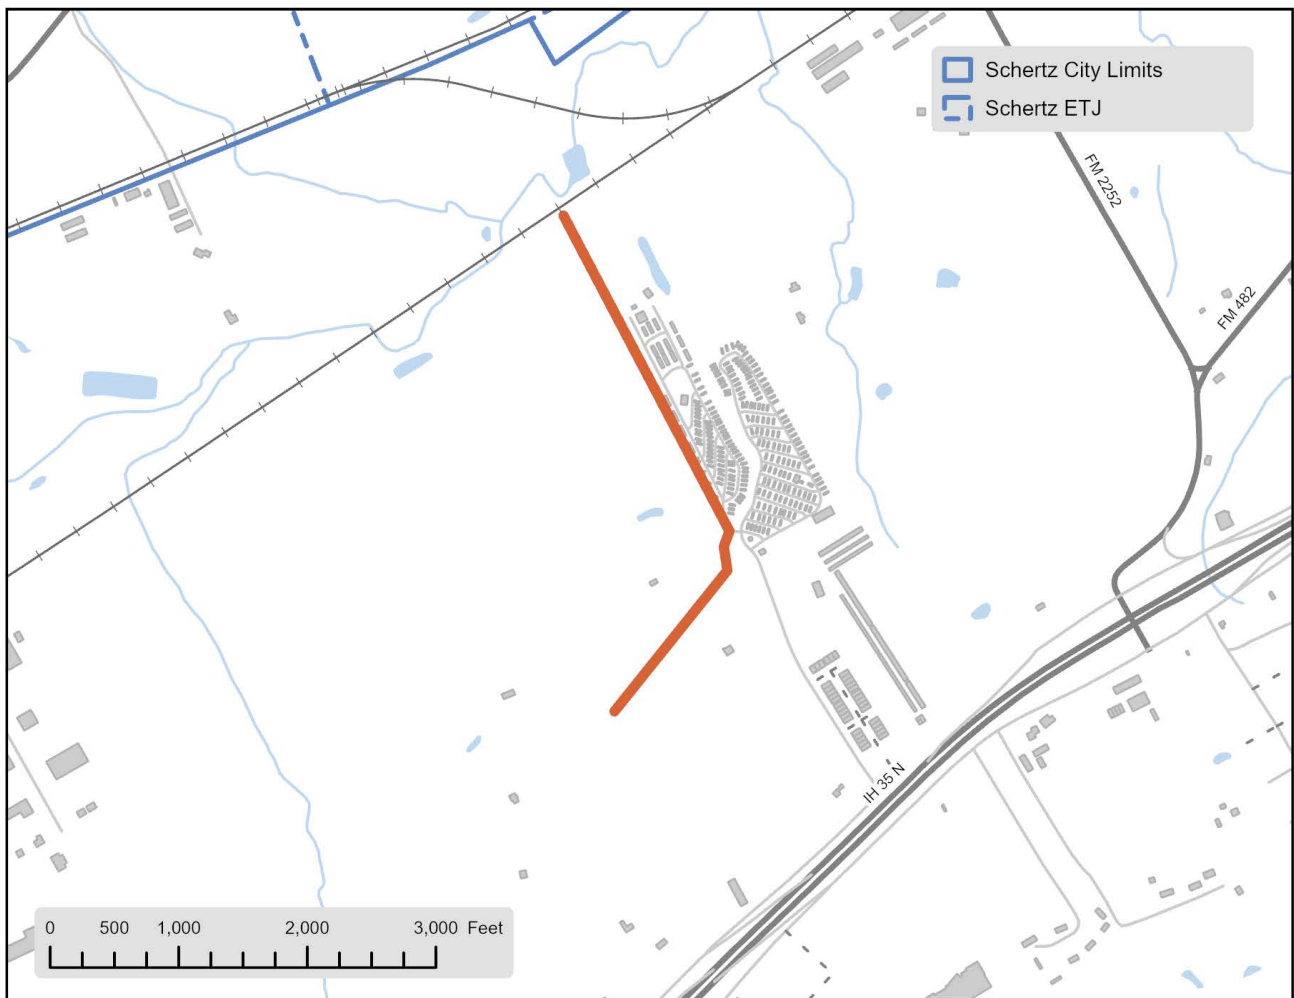 Schertz City Limits
Schertz ETJ
FM 2252
FM 482
IH 35 N
0 500 1,000 2,000 3,000 Feet